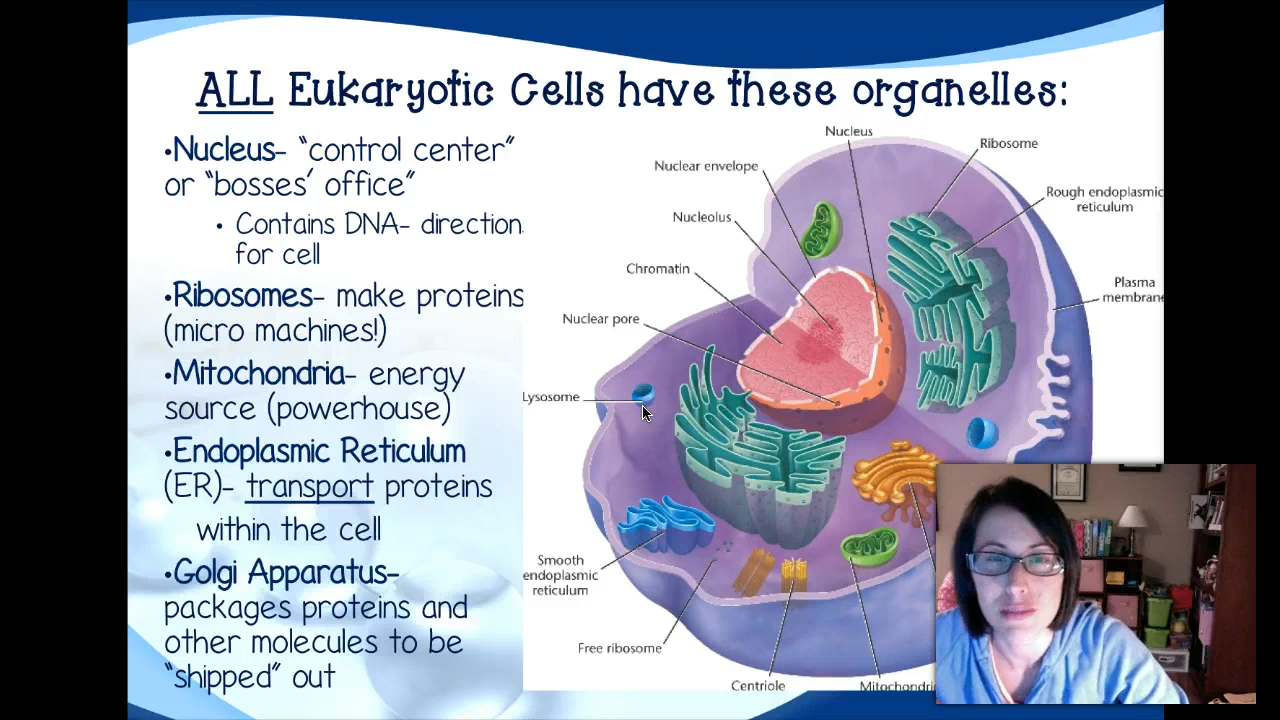 ALL Eukaryotic Cells have these organelles:
•Nucleus- "control center"
or "bosses' office"
• Contains DNA- direction
for cell
•Ribosomes- make proteins
(micro machines!)
•Mitochondria- energy
source (powerhouse)
•Endoplasmic Reticulum
(ER)- transport proteins
within the cell
•Golgi Apparatus-
packages proteins and
other molecules to be
"shipped" out
Nucleus
Ribosome
Nuclear envelope
Rough endoplasmic
reticulum
Nucleolus
Chromatin
Plasma
membrane
Nuclear pore
Lysosome
Smooth
endoplasmic
reticulum
Free ribosome
Centriole
Mitochondri